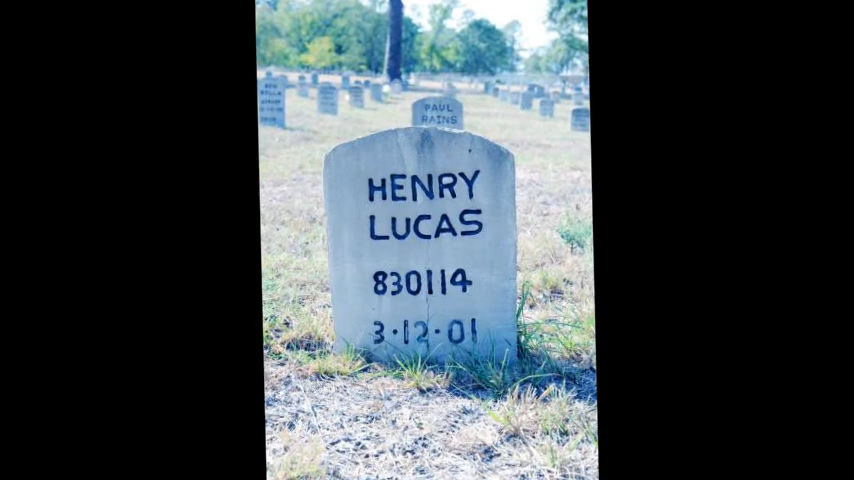 PAUL
RAINS
HENRY
LUCAS
830114
3·12·01